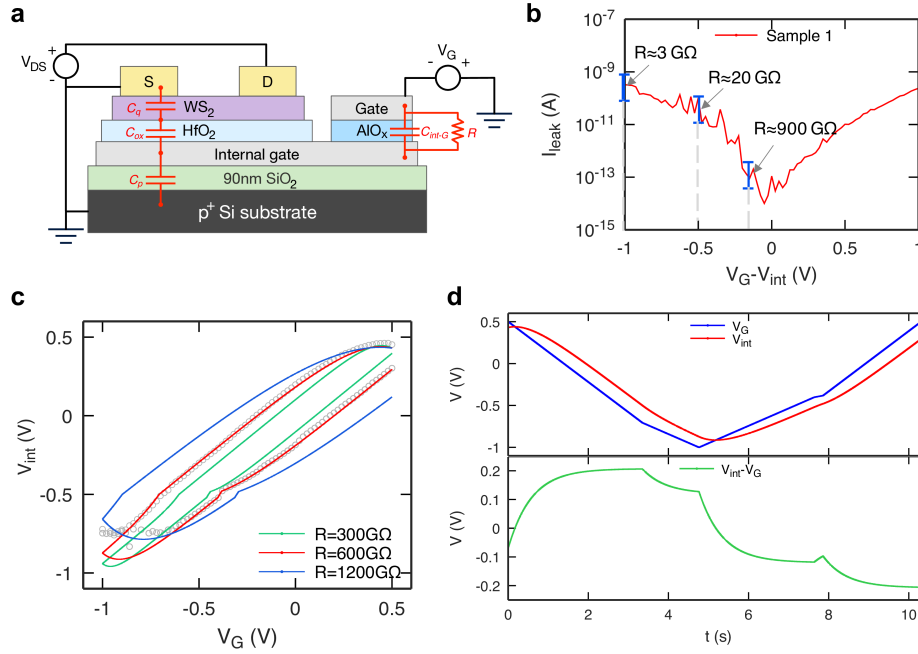 a
V_DS
+
-
S
D
V_G
-
+
C_q
WS₂
Gate
C_ox
HfO₂
AlOₓ
C_int-G
R
Internal gate
C_p
90nm SiO₂
p⁺ Si substrate
b
10⁻⁷
10⁻⁹
10⁻¹¹
10⁻¹³
10⁻¹⁵
I_leak (A)
Sample 1
R≈3 GΩ
R≈20 GΩ
R≈900 GΩ
-1
-0.5
0
0.5
1
V_G-V_int (V)
c
0.5
0
-0.5
-1
V_int (V)
R=300GΩ
R=600GΩ
R=1200GΩ
-1
-0.5
0
0.5
V_G (V)
d
0.5
0
-0.5
-1
V (V)
V_G
V_int
0.2
0.1
0
-0.1
-0.2
V (V)
V_int-V_G
0
2
4
6
8
10
t (s)